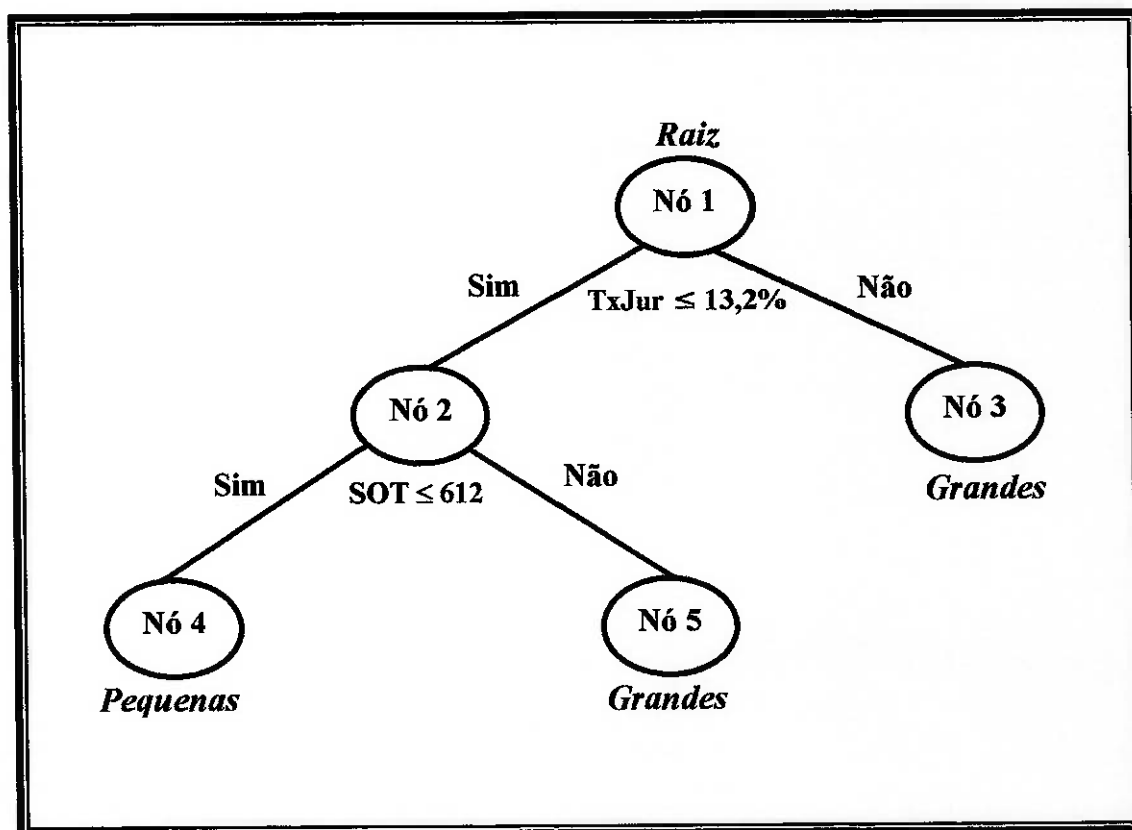 Raiz
Nó 1
Sim
TxJur ≤ 13,2%
Não
Nó 2
Nó 3
Sim
SOT ≤ 612
Não
Grandes
Nó 4
Nó 5
Pequenas
Grandes